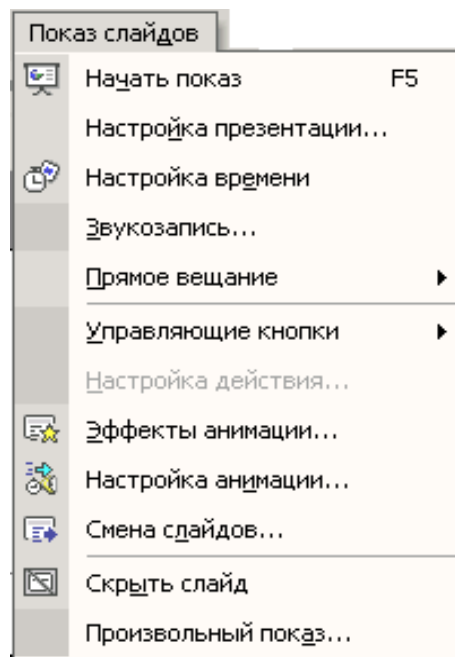 Показ слайдов
Начать показ F5
Настройка презентации...
Настройка времени
Звукозапись...
Прямое вещание
Управляющие кнопки
Настройка действия...
Эффекты анимации...
Настройка анимации...
Смена слайдов...
Скрыть слайд
Произвольный показ...